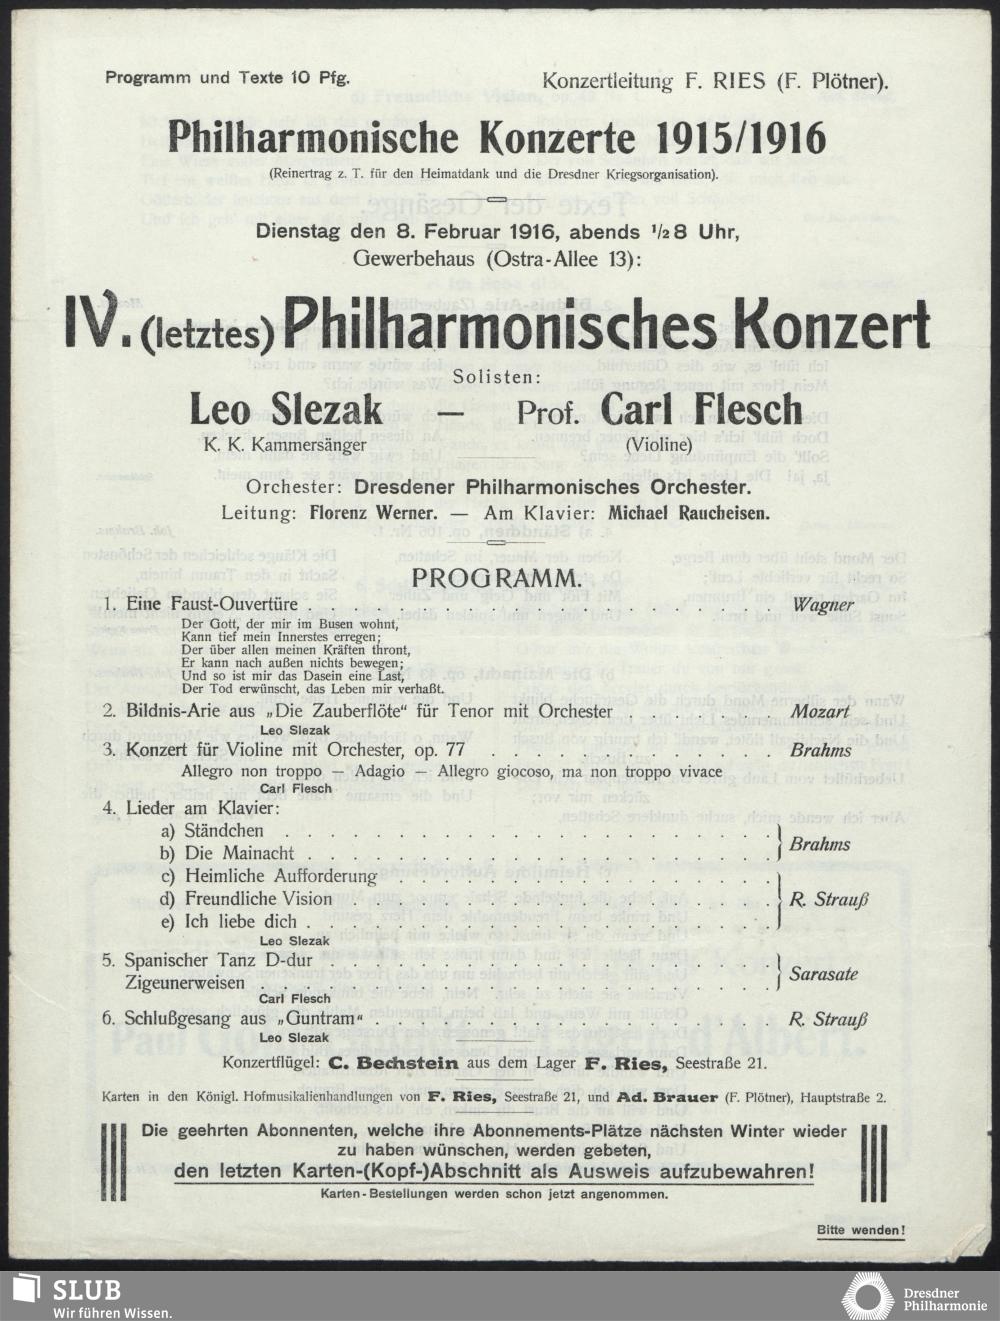 Programm und Texte 10 Pfg.
Konzertleitung F. RIES (F. Plötner).
Philharmonische Konzerte 1915/1916
(Reinertrag z. T. für den Heimatdank und die Dresdner Kriegsorganisation).
Dienstag den 8. Februar 1916, abends 1/2 8 Uhr,
Gewerbehaus (Ostra-Allee 13):
IV. (letztes) Philharmonisches Konzert
Solisten:
Leo Slezak — Prof. Carl Flesch
K. K. Kammersänger (Violine)
Orchester: Dresdener Philharmonisches Orchester.
Leitung: Florenz Werner. — Am Klavier: Michael Raucheisen.
PROGRAMM.
1. Eine Faust-Ouvertüre . . . . . . . . . . . . . . . . . Wagner
Der Gott, der mir im Busen wohnt,
Kann tief mein Innerstes erregen;
Der über allen meinen Kräften thront,
Er kann nach außen nichts bewegen;
Und so ist mir das Dasein eine Last,
Der Tod erwünscht, das Leben mir verhaßt.
2. Bildnis-Arie aus „Die Zauberflöte“ für Tenor mit Orchester . . . . Mozart
Leo Slezak
3. Konzert für Violine mit Orchester, op. 77 . . . . . . . . . . Brahms
Allegro non troppo — Adagio — Allegro giocoso, ma non troppo vivace
Carl Flesch
4. Lieder am Klavier:
a) Ständchen . . . . . . . . . . . . . . . . .
b) Die Mainacht . . . . . . . . . . . . . . . . . } Brahms
c) Heimliche Aufforderung . . . . . . . . . . . . . .
d) Freundliche Vision . . . . . . . . . . . . . . . } R. Strauß
e) Ich liebe dich . . . . . . . . . . . . . . . . .
Leo Slezak
5. Spanischer Tanz D-dur . . . . . . . . . . . . . . . .
Zigeunerweisen . . . . . . . . . . . . . . . . . } Sarasate
Carl Flesch
6. Schlußgesang aus „Guntram“ . . . . . . . . . . . . . . R. Strauß
Leo Slezak
Konzertflügel: C. Bechstein aus dem Lager F. Ries, Seestraße 21.
Karten in den Königl. Hofmusikalienhandlungen von F. Ries, Seestraße 21, und Ad. Brauer (F. Plötner), Hauptstraße 2.
Die geehrten Abonnenten, welche ihre Abonnements-Plätze nächsten Winter wieder
zu haben wünschen, werden gebeten,
den letzten Karten-(Kopf-)Abschnitt als Ausweis aufzubewahren!
Karten-Bestellungen werden schon jetzt angenommen.
Bitte wenden!
SLUB
Wir führen Wissen.
Dresdner
Philharmonie